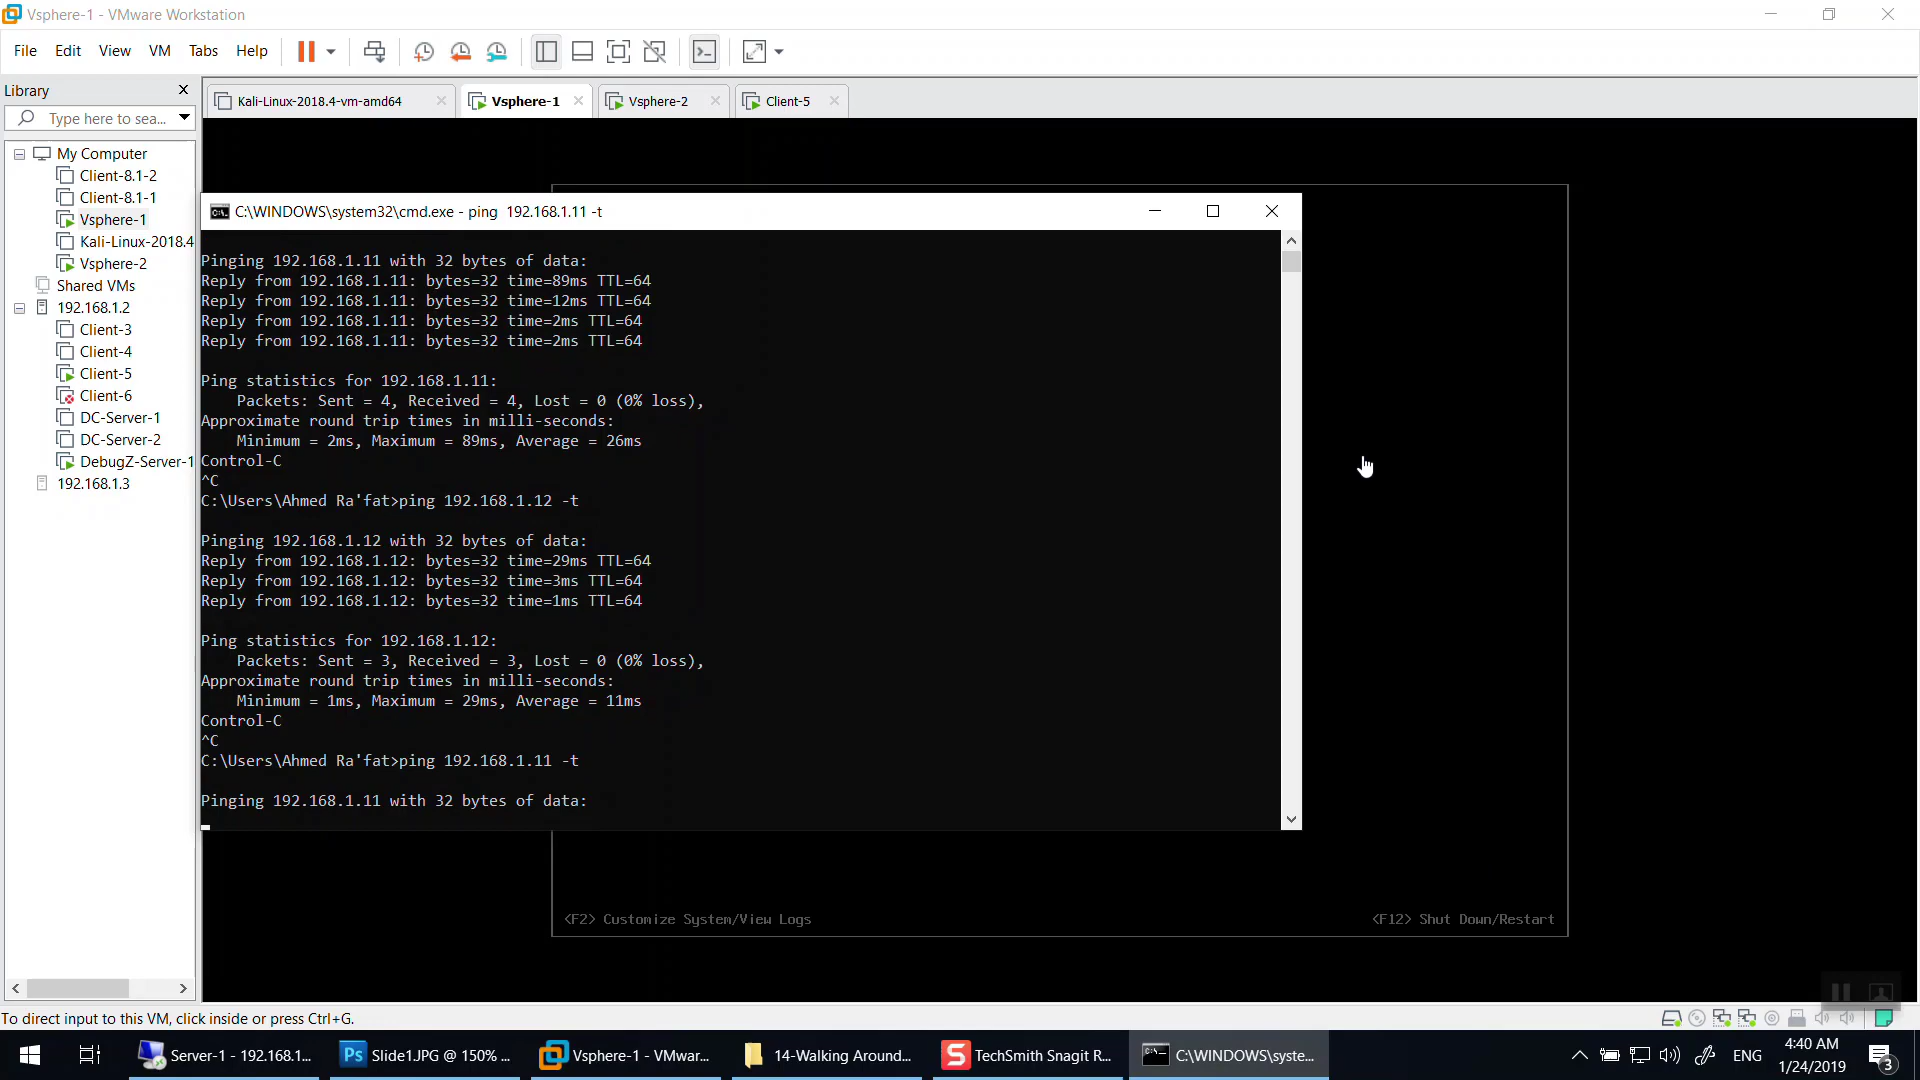 Vsphere-1 - VMware Workstation
File Edit View VM Tabs Help
Library
Type here to sea...
My Computer
Client-8.1-2
Client-8.1-1
Vsphere-1
Kali-Linux-2018.4
Vsphere-2
Shared VMs
192.168.1.2
Client-3
Client-4
Client-5
Client-6
DC-Server-1
DC-Server-2
DebugZ-Server-1
192.168.1.3
Kali-Linux-2018.4-vm-amd64 Vsphere-1 Vsphere-2 Client-5
C:\WINDOWS\system32\cmd.exe - ping 192.168.1.11 -t
Pinging 192.168.1.11 with 32 bytes of data:
Reply from 192.168.1.11: bytes=32 time=89ms TTL=64
Reply from 192.168.1.11: bytes=32 time=12ms TTL=64
Reply from 192.168.1.11: bytes=32 time=2ms TTL=64
Reply from 192.168.1.11: bytes=32 time=2ms TTL=64
Ping statistics for 192.168.1.11:
Packets: Sent = 4, Received = 4, Lost = 0 (0% loss),
Approximate round trip times in milli-seconds:
Minimum = 2ms, Maximum = 89ms, Average = 26ms
Control-C
^C
C:\Users\Ahmed Ra'fat>ping 192.168.1.12 -t
Pinging 192.168.1.12 with 32 bytes of data:
Reply from 192.168.1.12: bytes=32 time=29ms TTL=64
Reply from 192.168.1.12: bytes=32 time=3ms TTL=64
Reply from 192.168.1.12: bytes=32 time=1ms TTL=64
Ping statistics for 192.168.1.12:
Packets: Sent = 3, Received = 3, Lost = 0 (0% loss),
Approximate round trip times in milli-seconds:
Minimum = 1ms, Maximum = 29ms, Average = 11ms
Control-C
^C
C:\Users\Ahmed Ra'fat>ping 192.168.1.11 -t
Pinging 192.168.1.11 with 32 bytes of data:
<F2> Customize System/View Logs <F12> Shut Down/Restart
To direct input to this VM, click inside or press Ctrl+G.
Server-1 - 192.168.1... Ps Slide1.JPG @ 150% ... Vsphere-1 - VMwar... 14-Walking Around... S TechSmith Snagit R... C:\WINDOWS\syste... ENG 4:40 AM
1/24/2019 3